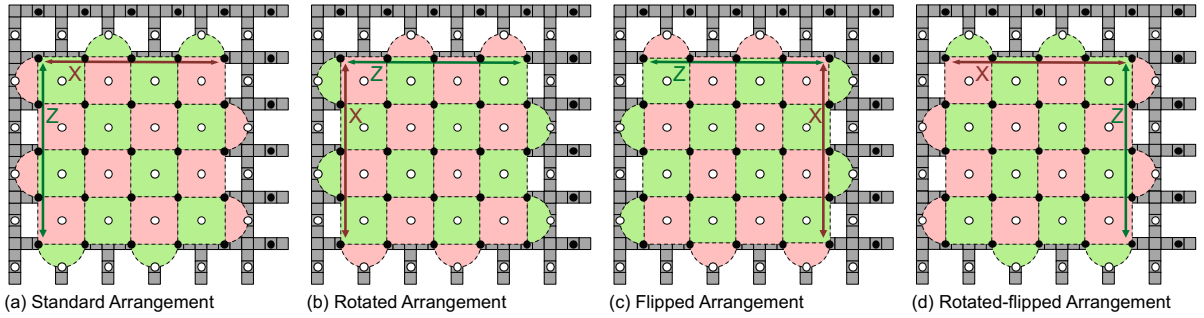 X
Z
Z
X
Z
X
X
Z
(a) Standard Arrangement
(b) Rotated Arrangement
(c) Flipped Arrangement
(d) Rotated-flipped Arrangement